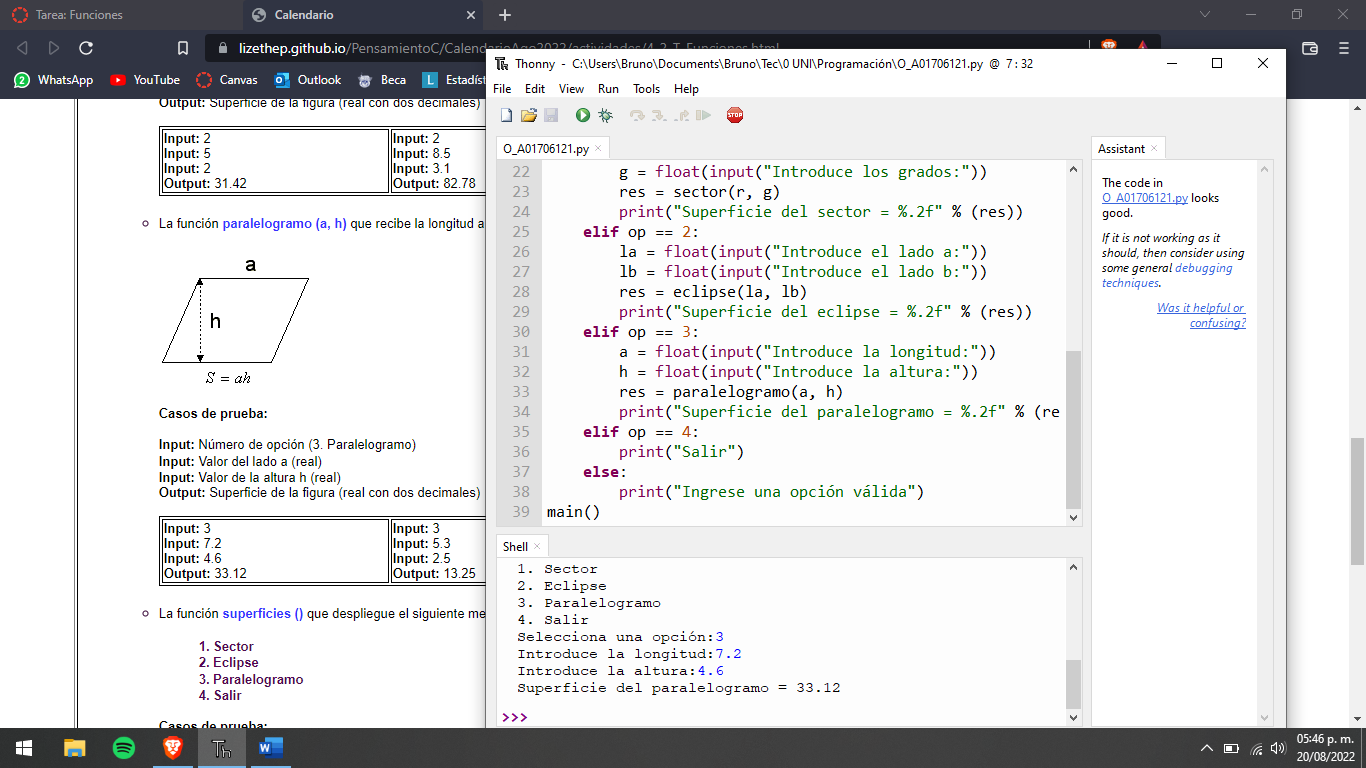 Tarea: Funciones
Calendario
lizethep.github.io/PensamientoC/CalendarioAgo2022/actividades/4_2_T_Funciones.html
WhatsApp
YouTube
Canvas
Outlook
Beca
Estadíst
Output: Superficie de la figura (real con dos decimales)
Input: 2
Input: 5
Input: 2
Output: 31.42
Input: 2
Input: 8.5
Input: 3.1
Output: 82.78
La función paralelogramo (a, h) que recibe la longitud a
a
h
S = ah
Casos de prueba:
Input: Número de opción (3. Paralelogramo)
Input: Valor del lado a (real)
Input: Valor de la altura h (real)
Output: Superficie de la figura (real con dos decimales)
Input: 3
Input: 7.2
Input: 4.6
Output: 33.12
Input: 3
Input: 5.3
Input: 2.5
Output: 13.25
La función superficies () que despliegue el siguiente me
1. Sector
2. Eclipse
3. Paralelogramo
4. Salir
Casos de prueba:
Th Thonny - C:\Users\Bruno\Documents\Bruno\Tec\0 UNI\Programación\O_A01706121.py @ 7 : 32
File Edit View Run Tools Help
STOP
O_A01706121.py
22 g = float(input("Introduce los grados:"))
23 res = sector(r, g)
24 print("Superficie del sector = %.2f" % (res))
25 elif op == 2:
26 la = float(input("Introduce el lado a:"))
27 lb = float(input("Introduce el lado b:"))
28 res = eclipse(la, lb)
29 print("Superficie del eclipse = %.2f" % (res))
30 elif op == 3:
31 a = float(input("Introduce la longitud:"))
32 h = float(input("Introduce la altura:"))
33 res = paralelogramo(a, h)
34 print("Superficie del paralelogramo = %.2f" % (re
35 elif op == 4:
36 print("Salir")
37 else:
38 print("Ingrese una opción válida")
39 main()
Shell
1. Sector
2. Eclipse
3. Paralelogramo
4. Salir
Selecciona una opción:3
Introduce la longitud:7.2
Introduce la altura:4.6
Superficie del paralelogramo = 33.12
>>>
Assistant
The code in
O_A01706121.py looks
good.
If it is not working as it
should, then consider using
some general debugging
techniques.
Was it helpful or
confusing?
05:46 p. m.
20/08/2022